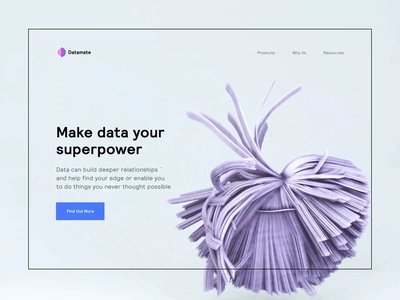 Datamate
Products Why Us Resources
Make data your
superpower
Data can build deeper relationships
and help find your edge or enable you
to do things you never thought possible
Find Out More